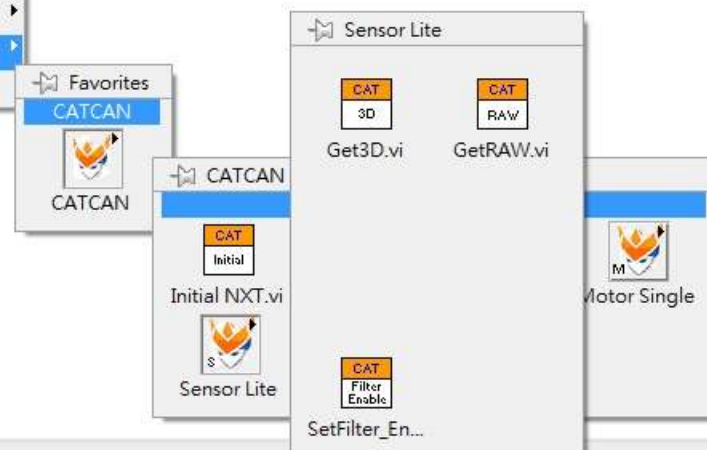 Sensor Lite
CAT
3D
Get3D.vi
CAT
RAW
GetRAW.vi
CAT
Filter
Enable
SetFilter_En...
Favorites
CATCAN
CATCAN
CATCAN
CAT
Initial
Initial NXT.vi
S
Sensor Lite
M
Motor Single